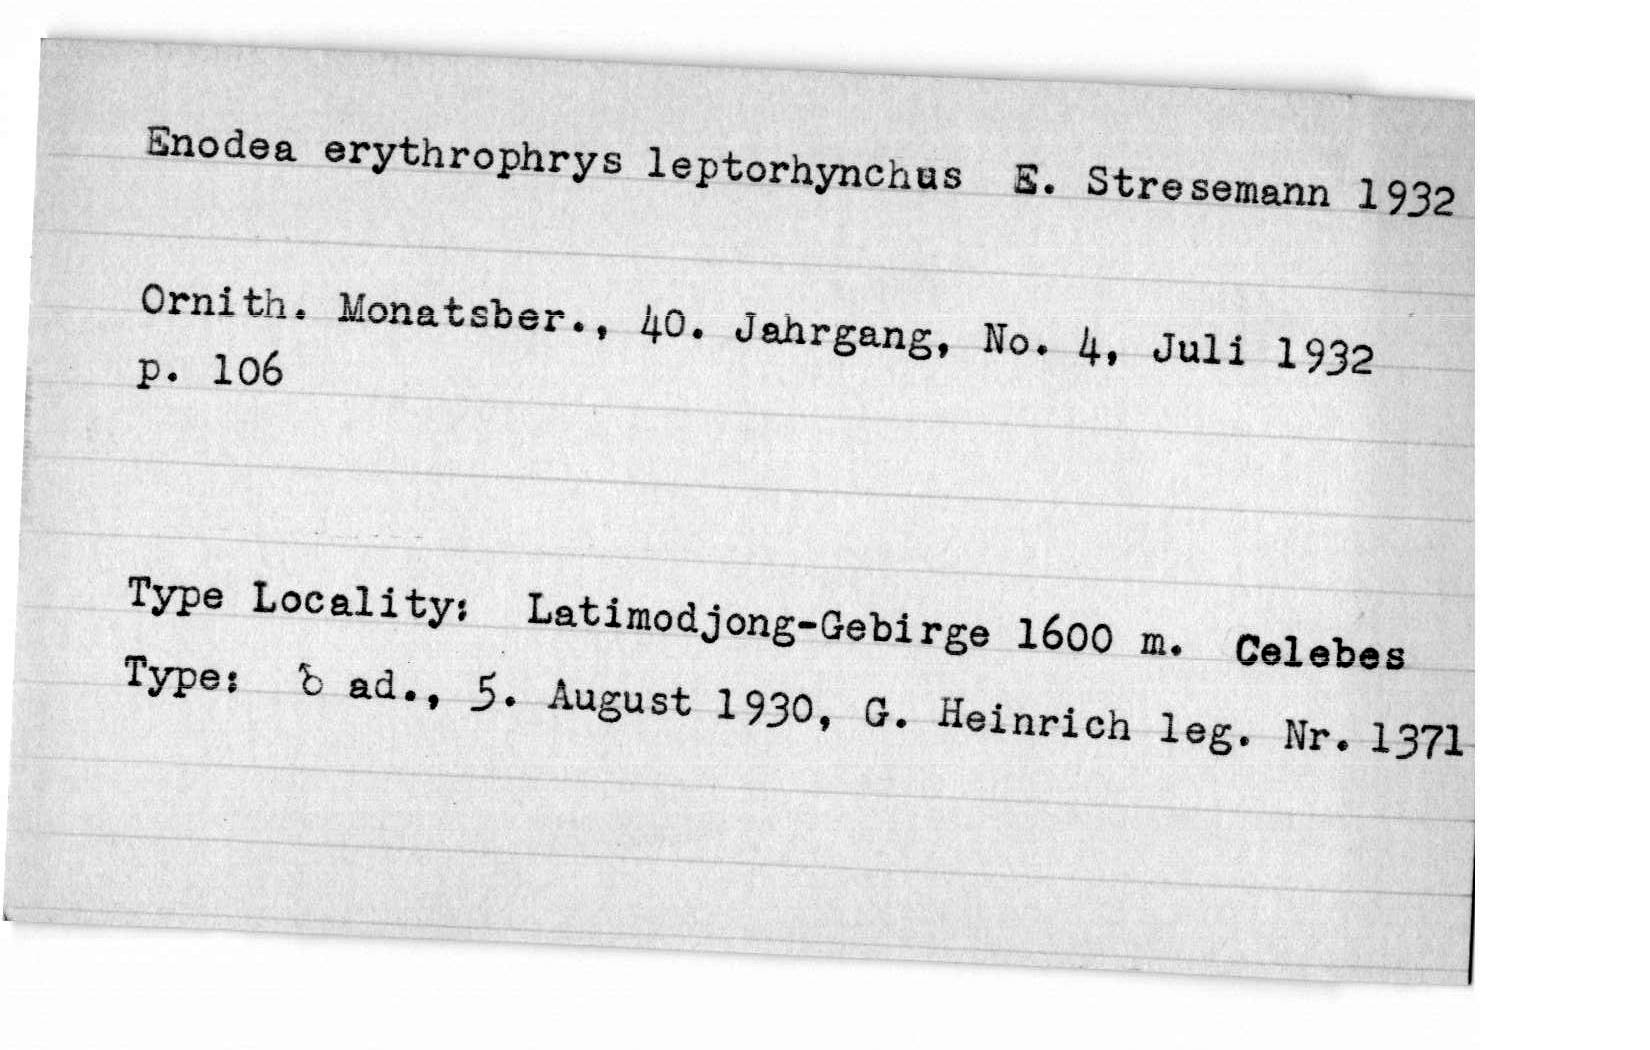 Enodea erythrophrys leptorhynchus E. Stresemann 1932
Ornith. Monatsber., 40. Jahrgang, No. 4, Juli 1932
p. 106
Type Locality: Latimodjong-Gebirge 1600 m. Celebes
Type: ♂ ad., 5. August 1930, G. Heinrich leg. Nr. 1371